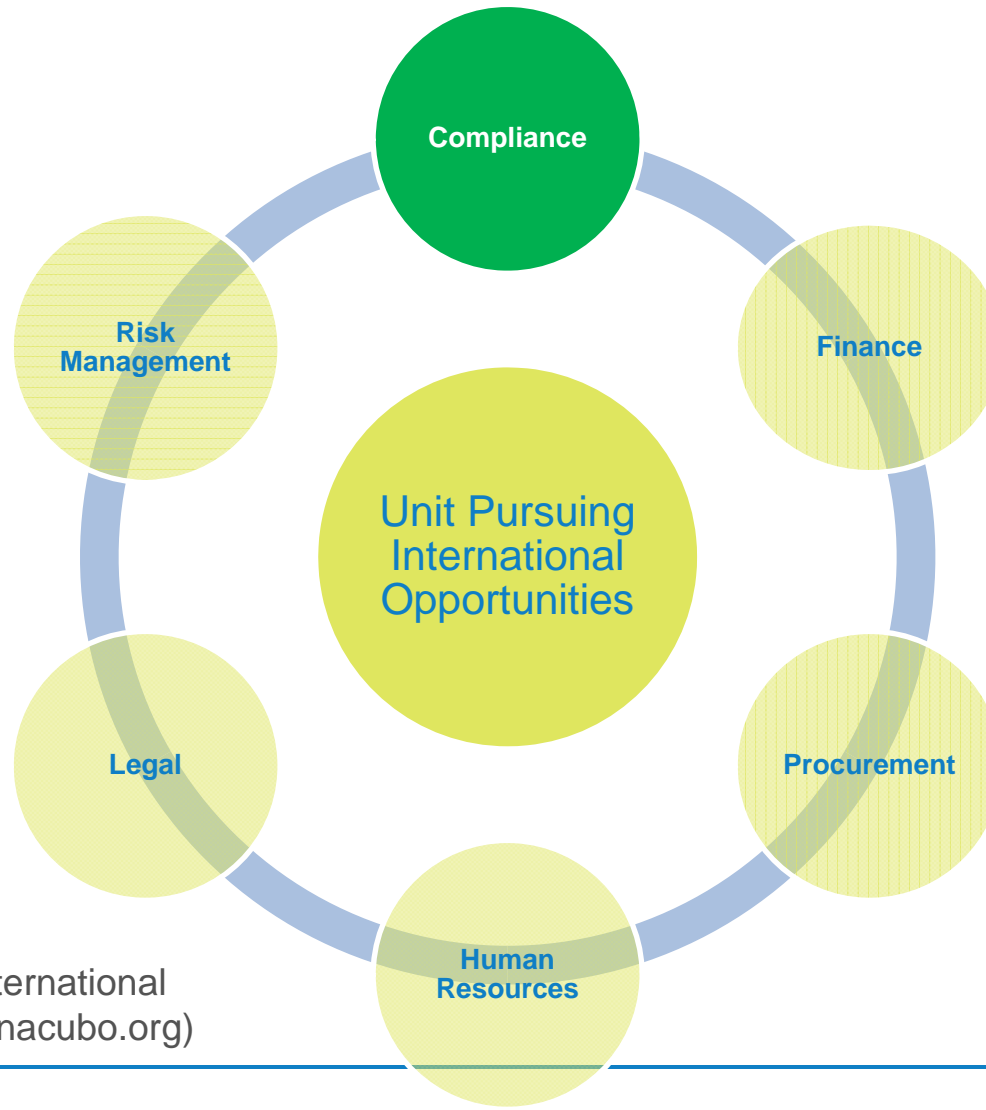 Compliance
Risk
Management
Finance
Unit Pursuing
International
Opportunities
Legal
Procurement
Human
Resources
ternational
nacubo.org)